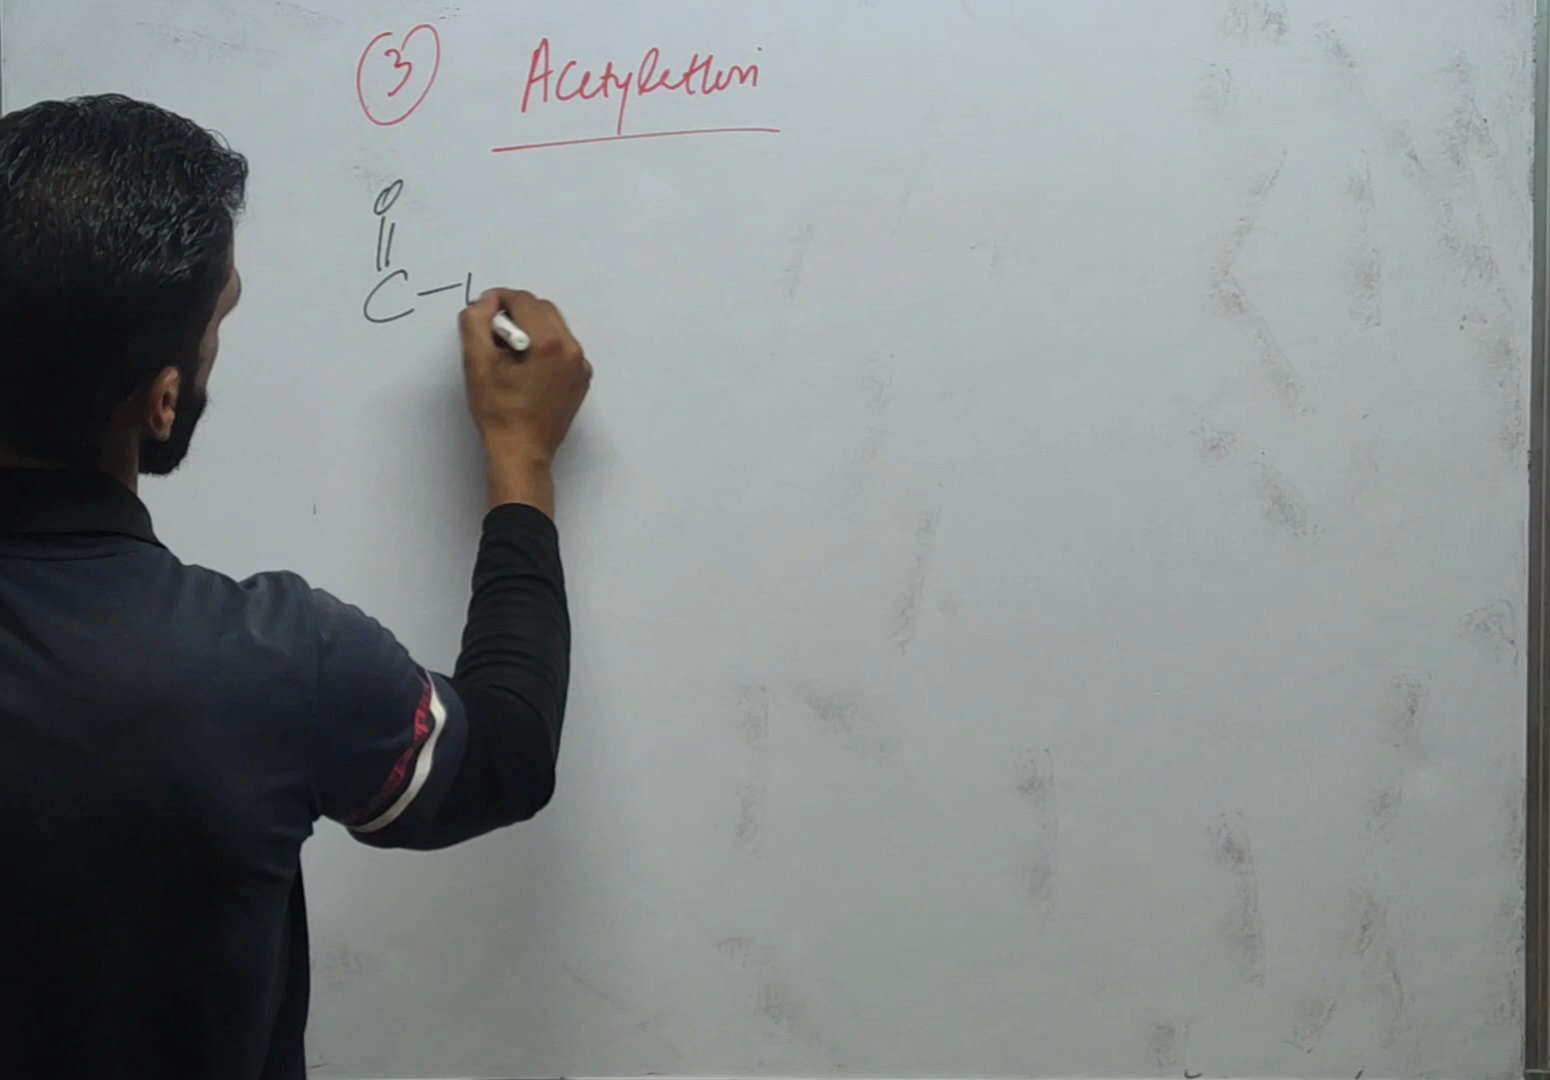 ③ Acetylation
O
||
C-